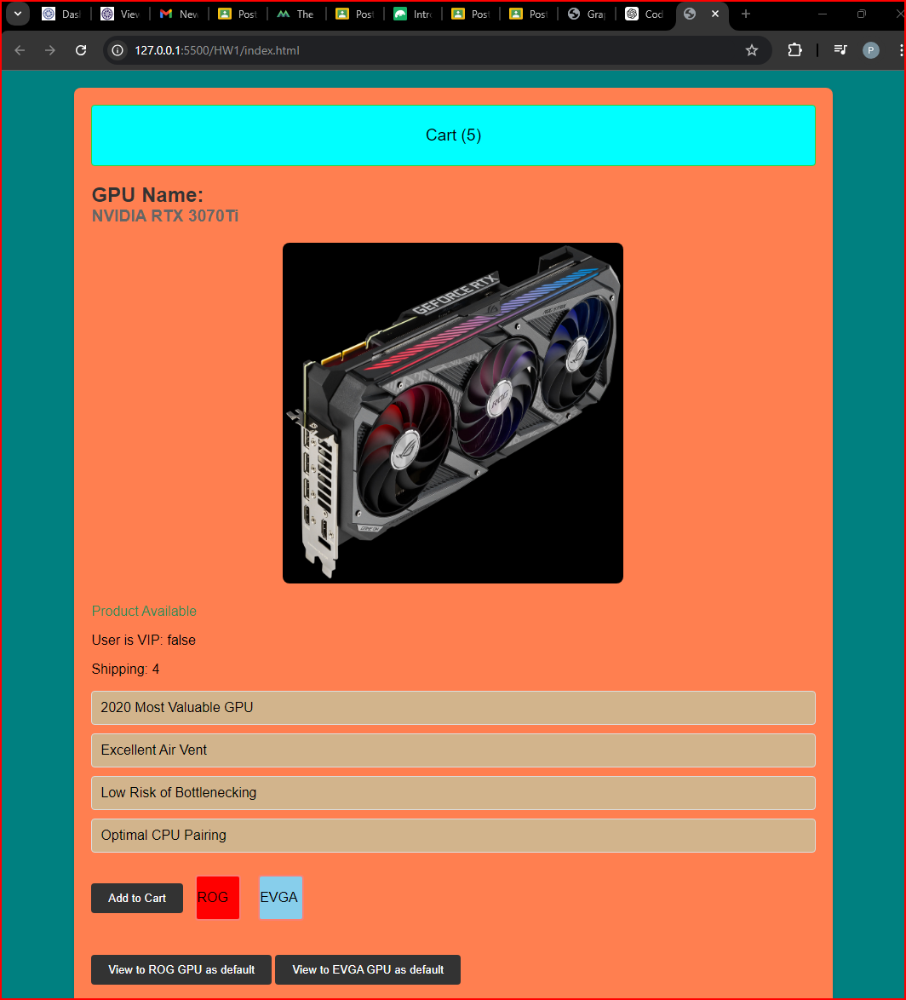 Dash
View
New
Post
The
Post
Intro
Post
Post
Grap
Cod
127.0.0.1:5500/HW1/index.html
P
Cart (5)
GPU Name:
NVIDIA RTX 3070Ti
GEFORCE RTX
ROG
Product Available
User is VIP: false
Shipping: 4
2020 Most Valuable GPU
Excellent Air Vent
Low Risk of Bottlenecking
Optimal CPU Pairing
Add to Cart
ROG
EVGA
View to ROG GPU as default
View to EVGA GPU as default